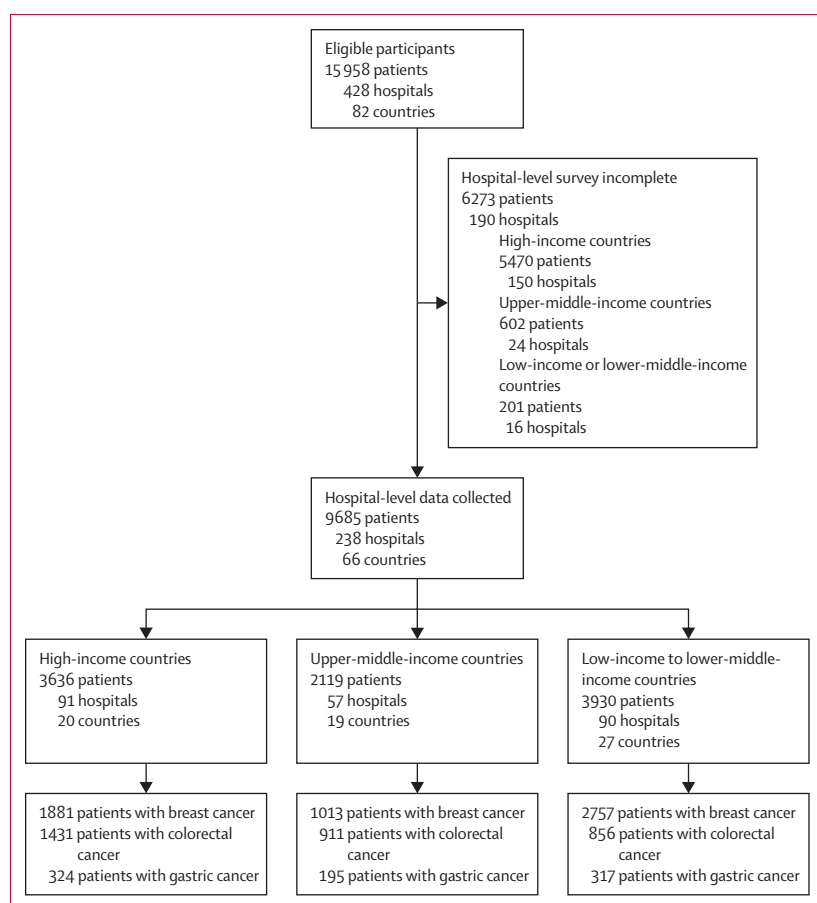 Eligible participants
15 958 patients
428 hospitals
82 countries
Hospital-level survey incomplete
6273 patients
190 hospitals
High-income countries
5470 patients
150 hospitals
Upper-middle-income countries
602 patients
24 hospitals
Low-income or lower-middle-income
countries
201 patients
16 hospitals
Hospital-level data collected
9685 patients
238 hospitals
66 countries
High-income countries
3636 patients
91 hospitals
20 countries
Upper-middle-income countries
2119 patients
57 hospitals
19 countries
Low-income to lower-middle-
income countries
3930 patients
90 hospitals
27 countries
1881 patients with breast cancer
1431 patients with colorectal
cancer
324 patients with gastric cancer
1013 patients with breast cancer
911 patients with colorectal
cancer
195 patients with gastric cancer
2757 patients with breast cancer
856 patients with colorectal
cancer
317 patients with gastric cancer